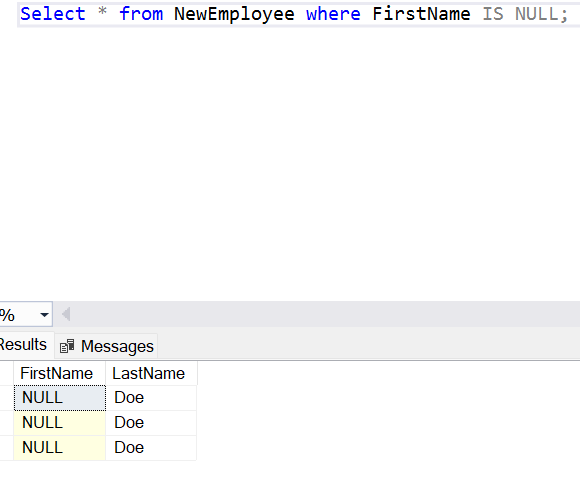 Select * from NewEmployee where FirstName IS NULL;
%
Results Messages
FirstName LastName
NULL Doe
NULL Doe
NULL Doe